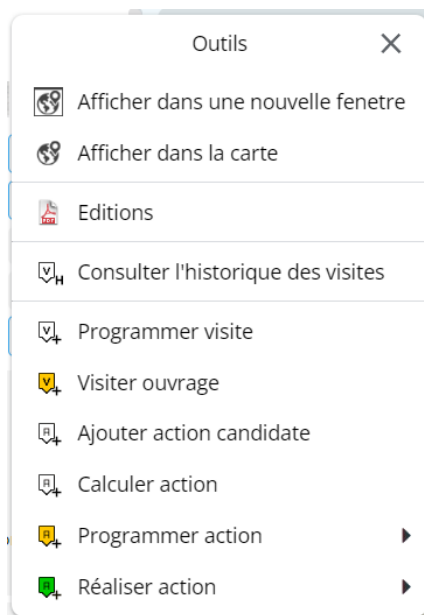 Outils
Afficher dans une nouvelle fenetre
Afficher dans la carte
PDF
Editions
V H
Consulter l'historique des visites
V
Programmer visite
V
Visiter ouvrage
A
Ajouter action candidate
A
Calculer action
A
Programmer action
A
Réaliser action